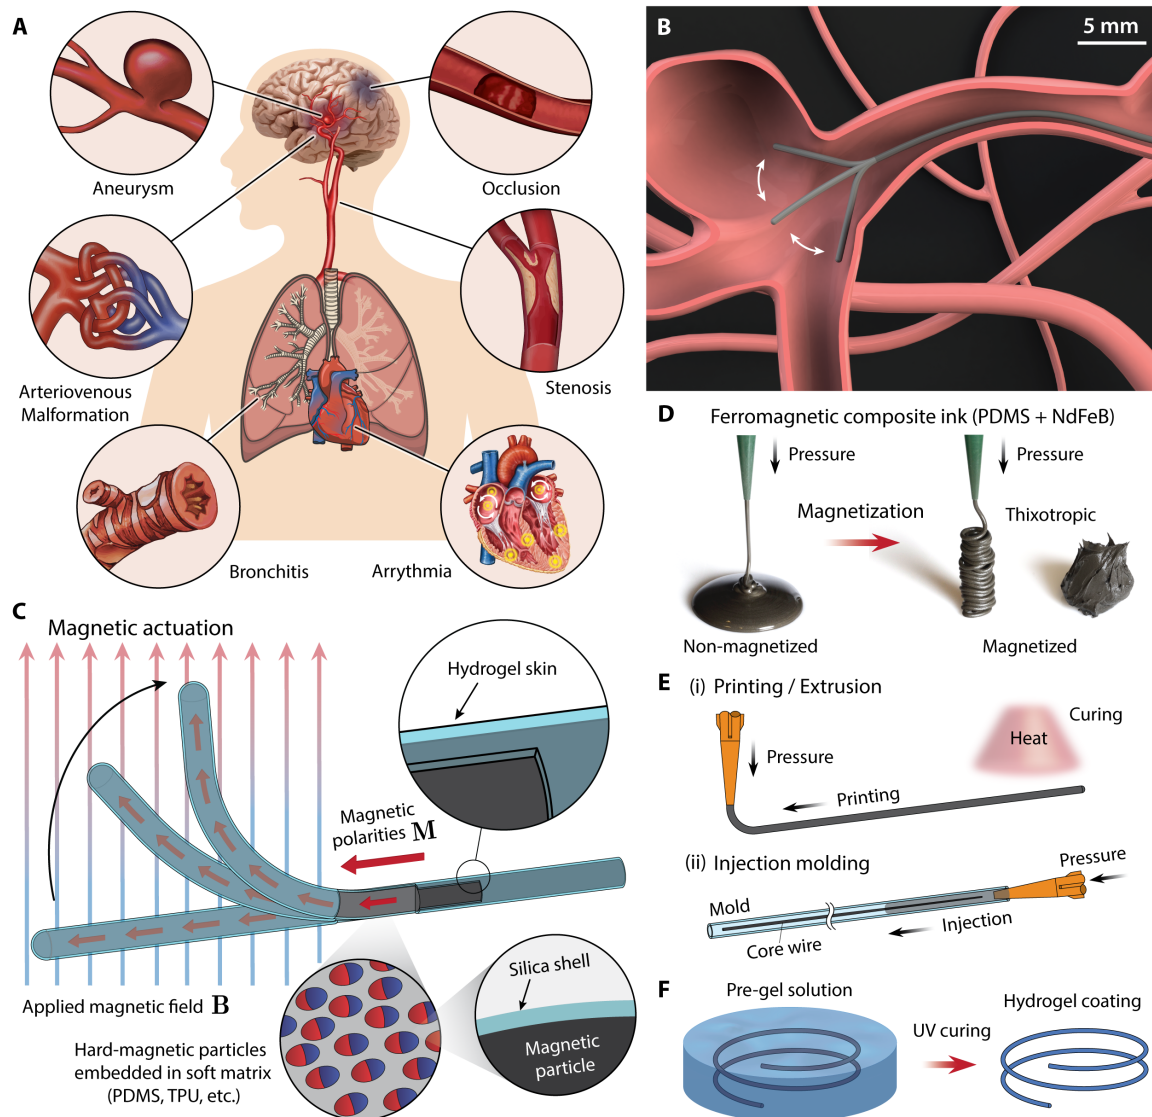 A
Aneurysm
Occlusion
Arteriovenous
Malformation
Stenosis
Bronchitis
Arrythmia
B
5 mm
C
Magnetic actuation
Hydrogel skin
Magnetic
polarities M
Applied magnetic field B
Hard-magnetic particles
embedded in soft matrix
(PDMS, TPU, etc.)
Silica shell
Magnetic
particle
D
Ferromagnetic composite ink (PDMS + NdFeB)
Pressure
Pressure
Magnetization
Thixotropic
Non-magnetized
Magnetized
E
(i) Printing / Extrusion
Curing
Heat
Pressure
Printing
(ii) Injection molding
Pressure
Mold
Injection
Core wire
F
Pre-gel solution
Hydrogel coating
UV curing